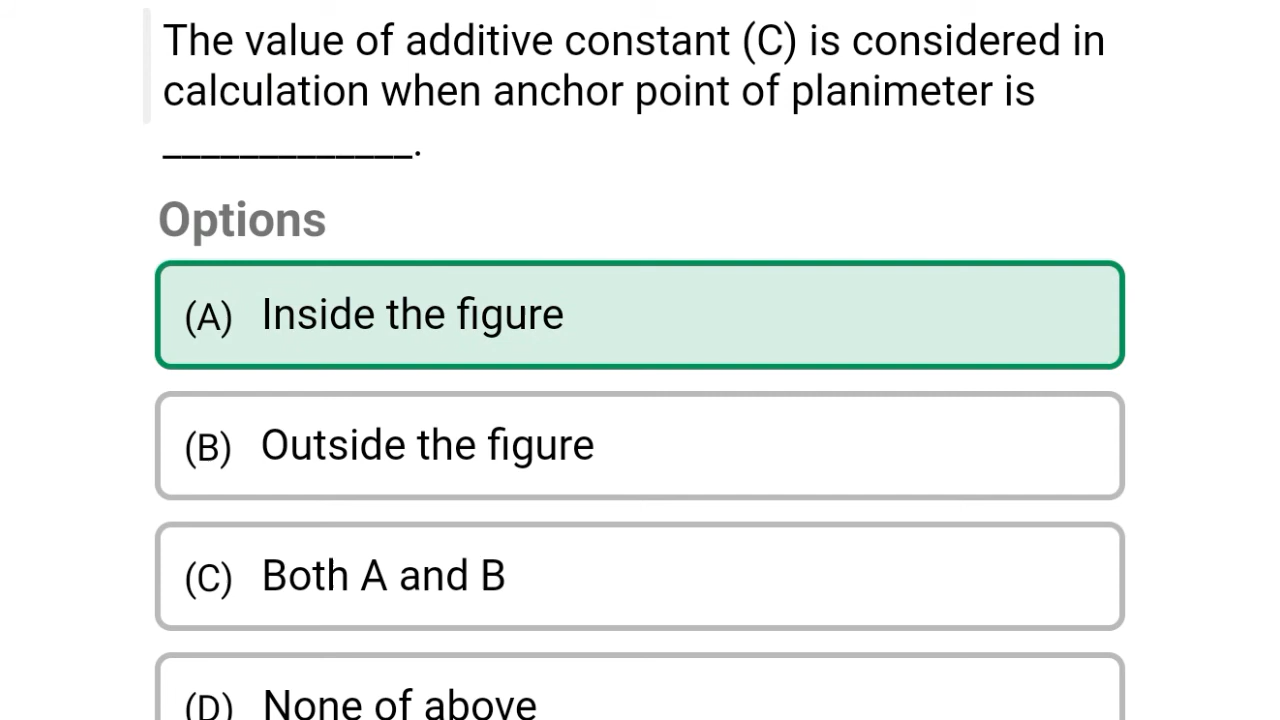 The value of additive constant (C) is considered in
calculation when anchor point of planimeter is
_____________.
Options
(A) Inside the figure
(B) Outside the figure
(C) Both A and B
(D) None of above